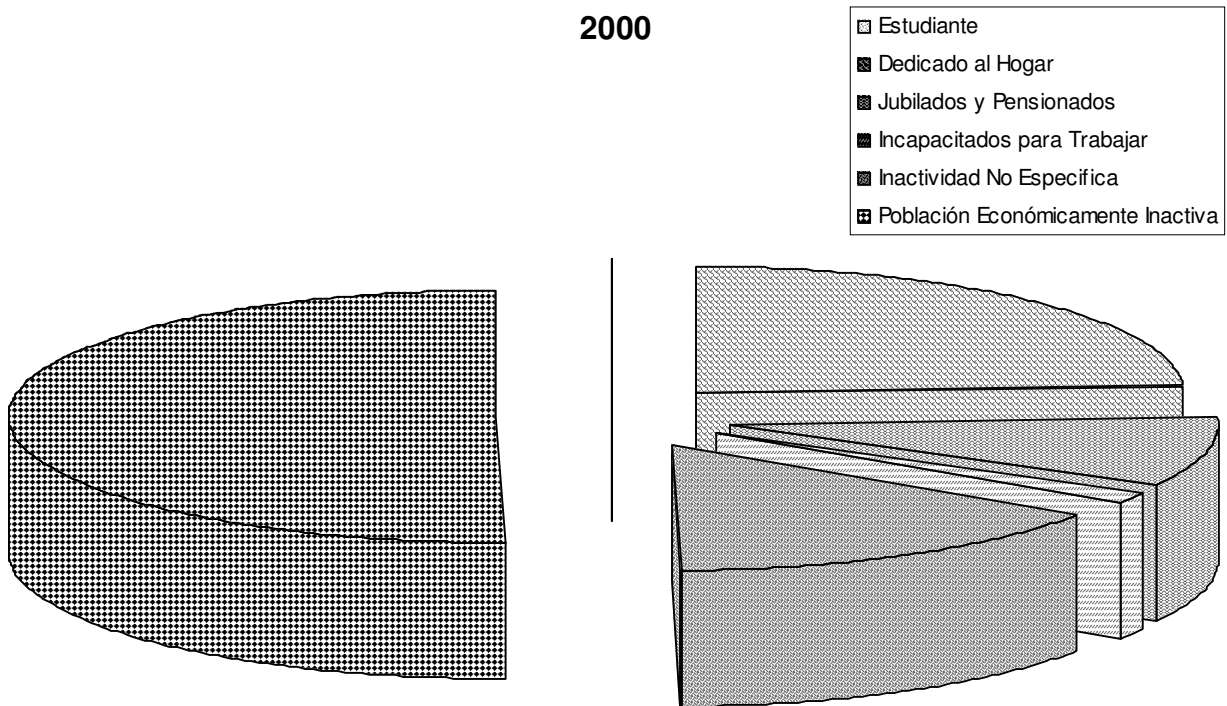 2000
Estudiante
Dedicado al Hogar
Jubilados y Pensionados
Incapacitados para Trabajar
Inactividad No Especifica
Población Económicamente Inactiva